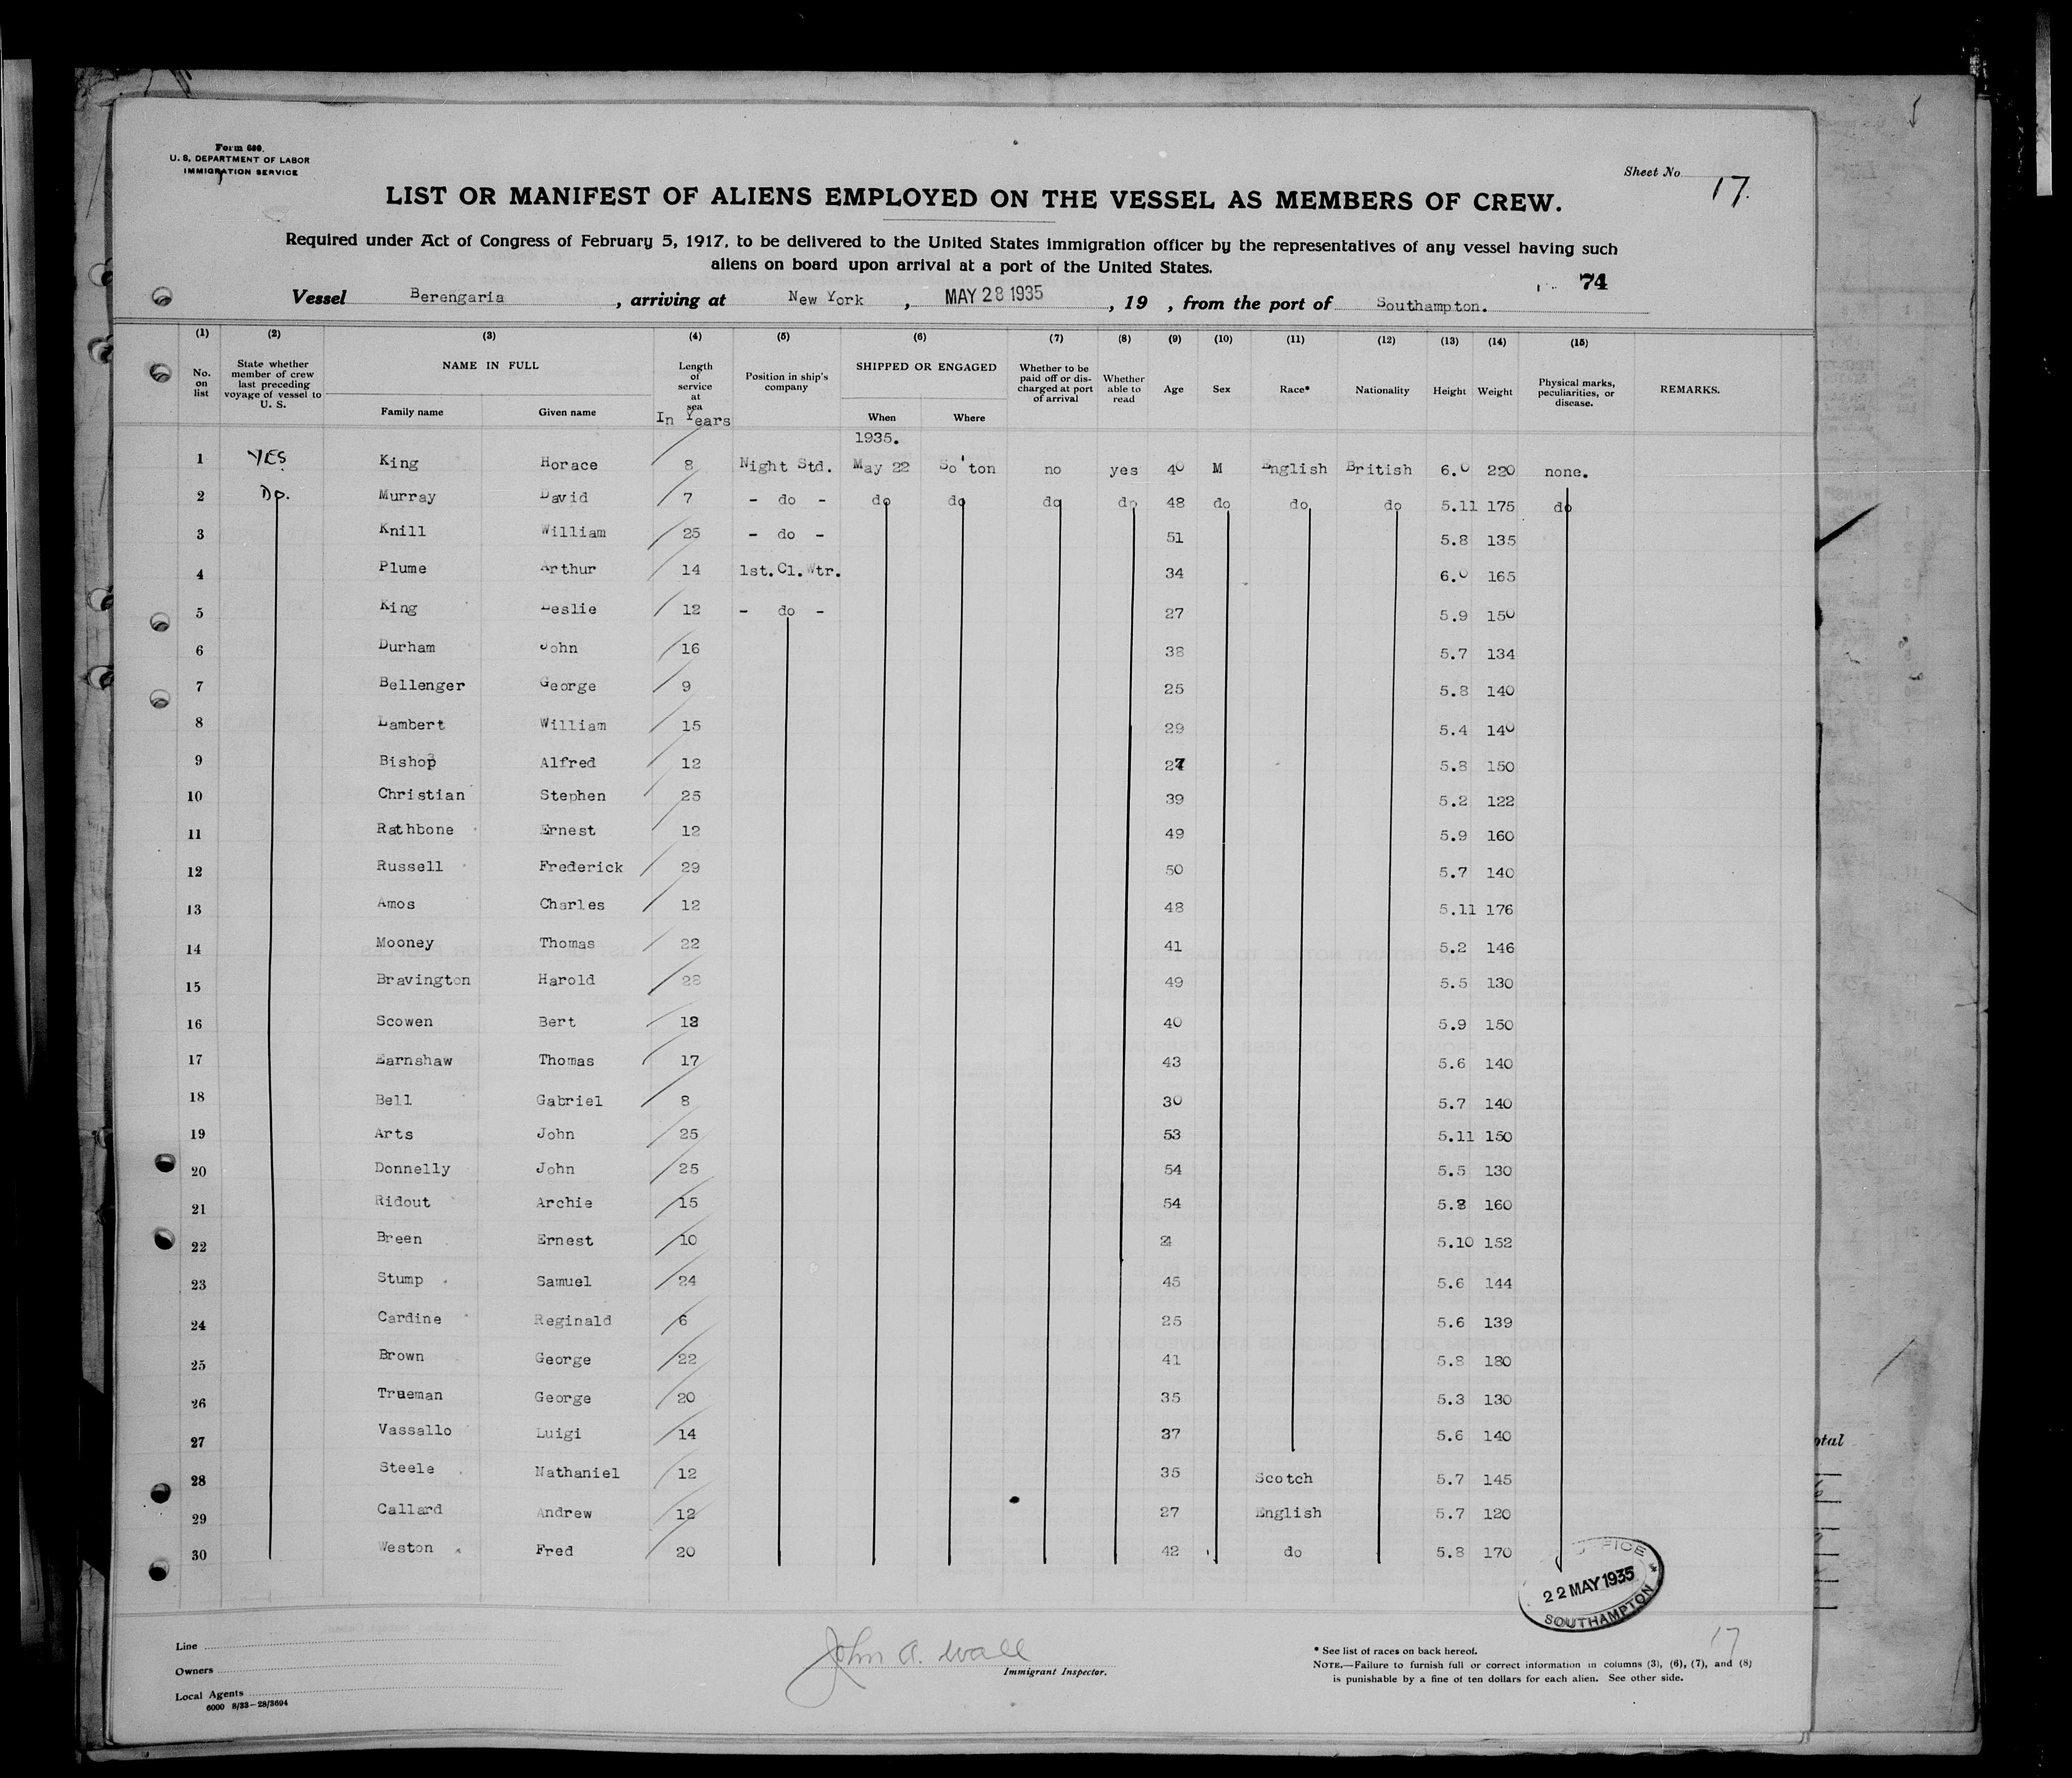 Form 680.
U. S. DEPARTMENT OF LABOR
IMMIGRATION SERVICE
Sheet No 17.
LIST OR MANIFEST OF ALIENS EMPLOYED ON THE VESSEL AS MEMBERS OF CREW.
Required under Act of Congress of February 5, 1917, to be delivered to the United States immigration officer by the representatives of any vessel having such
aliens on board upon arrival at a port of the United States.
74
Vessel Berengaria , arriving at New York , MAY 28 1935 , 19 , from the port of Southampton.
(1) (2) (3) (4) (5) (6) (7) (8) (9) (10) (11) (12) (13) (14) (15)
No. on list State whether member of crew last preceding voyage of vessel to U. S. NAME IN FULL Family name Given name Length of service at sea In Years Position in ship's company SHIPPED OR ENGAGED When Where Whether to be paid off or discharged at port of arrival Whether able to read Age Sex Race* Nationality Height Weight Physical marks, peculiarities, or disease. REMARKS.
1935.
1 YES King Horace 8 Night Std. May 22 So'ton no yes 40 M English British 6.0 220 none.
2 Do. Murray David 7 - do - do do do do 48 do do do 5.11 175 do
3 Knill William 25 - do - 51 5.8 135
4 Plume Arthur 14 1st. Cl. Wtr. 34 6.0 165
5 King Leslie 12 - do - 27 5.9 150
6 Durham John 16 38 5.7 134
7 Bellenger George 9 25 5.8 140
8 Lambert William 15 29 5.4 140
9 Bishop Alfred 12 27 5.8 150
10 Christian Stephen 25 39 5.2 122
11 Rathbone Ernest 12 49 5.9 160
12 Russell Frederick 29 50 5.7 140
13 Amos Charles 12 48 5.11 176
14 Mooney Thomas 22 41 5.2 146
15 Bravington Harold 28 49 5.5 130
16 Scowen Bert 40 5.9 150
17 Earnshaw Thomas 17 43 5.6 140
18 Bell Gabriel 8 30 5.7 140
19 Arts John 25 53 5.11 150
20 Donnelly John 25 54 5.5 130
21 Ridout Archie 15 54 5.8 160
22 Breen Ernest 10 5.10 152
23 Stump Samuel 24 45 5.6 144
24 Cardine Reginald 6 25 5.6 139
25 Brown George 22 41 5.8 180
26 Trueman George 20 35 5.3 130
27 Vassallo Luigi 14 37 5.6 140
28 Steele Nathaniel 12 35 Scotch 5.7 145
29 Callard Andrew 12 27 English 5.7 120
30 Weston Fred 20 42 do 5.8 170
OFFICE
22 MAY 1935
SOUTHAMPTON
17
Line
Owners
Local Agents
6000 8/33-28/3694
John A. Wall
Immigrant Inspector.
* See list of races on back hereof.
NOTE.—Failure to furnish full or correct information in columns (3), (6), (7), and (8)
is punishable by a fine of ten dollars for each alien. See other side.